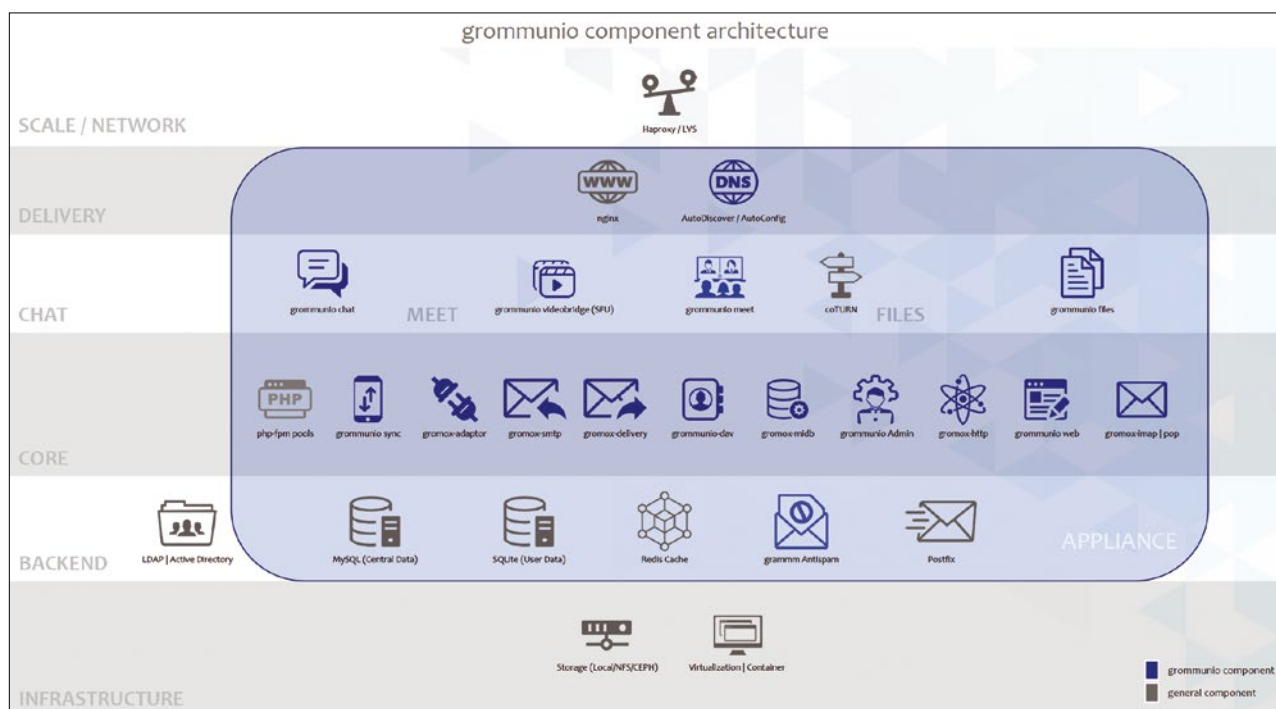 grommunio component architecture
Haproxy / LVS
SCALE / NETWORK
WWW
DNS
nginx
AutoDiscover / AutoConfig
DELIVERY
grommunio chat
MEET
grommunio videobridge (SFU)
grommunio meet
coTURN
FILES
grommunio files
CHAT
PHP
php-fpm pools
grommunio sync
gromox-adaptor
gromox-smtp
gromox-delivery
grommunio-dav
gromox-midb
grommunio Admin
gromox-http
grommunio web
gromox-imap | pop
CORE
LDAP | Active Directory
MySQL (Central Data)
SQLite (User Data)
Redis Cache
grammm Antispam
Postfix
APPLIANCE
BACKEND
Storage (Local/NFS/CEPH)
Virtualization | Container
INFRASTRUCTURE
grommunio component
general component